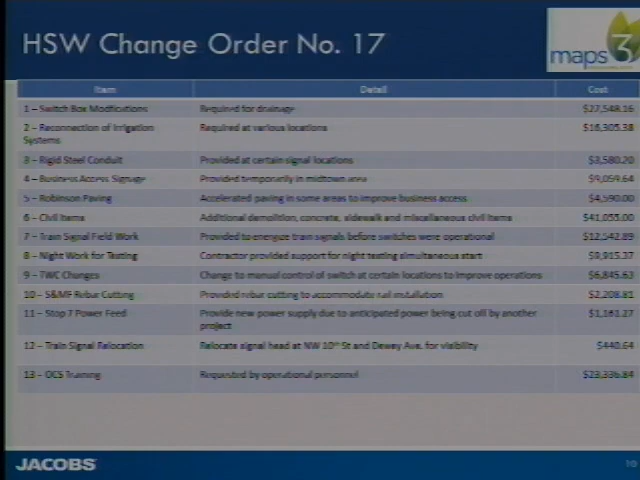 HSW Change Order No. 17
maps 3
Item Detail Cost
1 – Switch Box Modifications Required for drainage $27,548.16
2 – Reconnection of Irrigation Required at various locations $16,305.38
Systems
3 – Rigid Steel Conduit Provided at certain signal locations $3,580.20
4 – Business Access Signage Provided temporarily in midtown area $9,059.64
5 – Robinson Paving Accelerated paving in some areas to improve business access $4,590.00
6 – Civil Items Additional demolition, concrete, sidewalk and miscellaneous civil items $41,055.00
7 – Train Signal Field Work Provided to energize train signals before switches were operational $12,542.89
8 – Night Work for Testing Contractor provided support for night testing simultaneous start $9,915.37
9 – TWC Changes Change to manual control of switch at certain locations to improve operations $6,845.63
10 – S&MF Rebar Cutting Provided rebar cutting to accommodate rail installation $2,208.81
11 – Stop 7 Power Feed Provide new power supply due to anticipated power being cut off by another $1,161.27
project
12 – Train Signal Relocation Relocate signal head at NW 10th St and Dewey Ave. for visibility $440.64
13 – OCS Training Requested by operational personnel $23,336.84
JACOBS 10